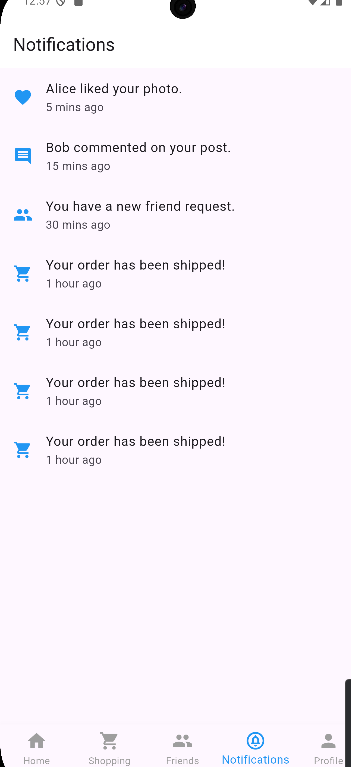 12:57
Notifications
Alice liked your photo.
5 mins ago
Bob commented on your post.
15 mins ago
You have a new friend request.
30 mins ago
Your order has been shipped!
1 hour ago
Your order has been shipped!
1 hour ago
Your order has been shipped!
1 hour ago
Your order has been shipped!
1 hour ago
Home
Shopping
Friends
Notifications
Profile